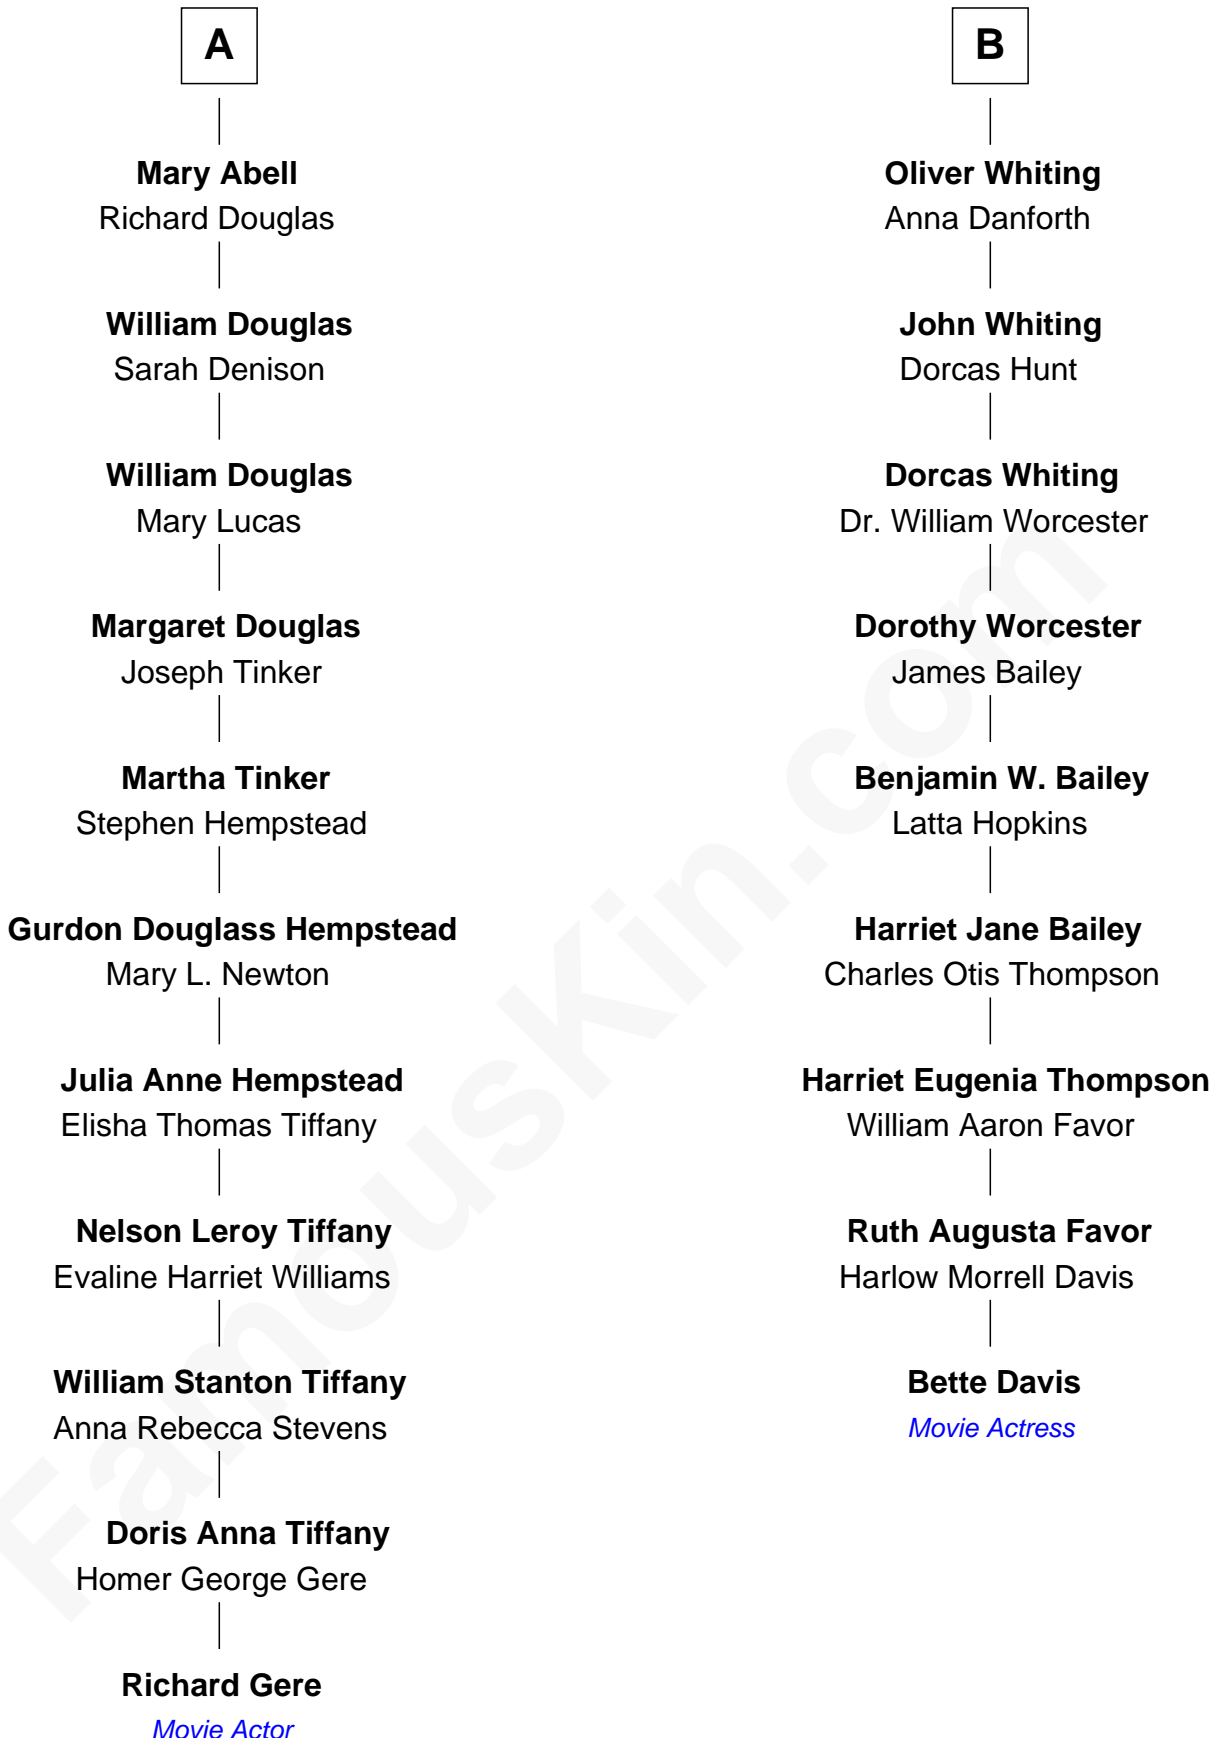 A
Mary Abell
Richard Douglas
William Douglas
Sarah Denison
William Douglas
Mary Lucas
Margaret Douglas
Joseph Tinker
Martha Tinker
Stephen Hempstead
Gurdon Douglass Hempstead
Mary L. Newton
Julia Anne Hempstead
Elisha Thomas Tiffany
Nelson Leroy Tiffany
Evaline Harriet Williams
William Stanton Tiffany
Anna Rebecca Stevens
Doris Anna Tiffany
Homer George Gere
Richard Gere
Movie Actor
B
Oliver Whiting
Anna Danforth
John Whiting
Dorcas Hunt
Dorcas Whiting
Dr. William Worcester
Dorothy Worcester
James Bailey
Benjamin W. Bailey
Latta Hopkins
Harriet Jane Bailey
Charles Otis Thompson
Harriet Eugenia Thompson
William Aaron Favor
Ruth Augusta Favor
Harlow Morrell Davis
Bette Davis
Movie Actress
FamousKin.com